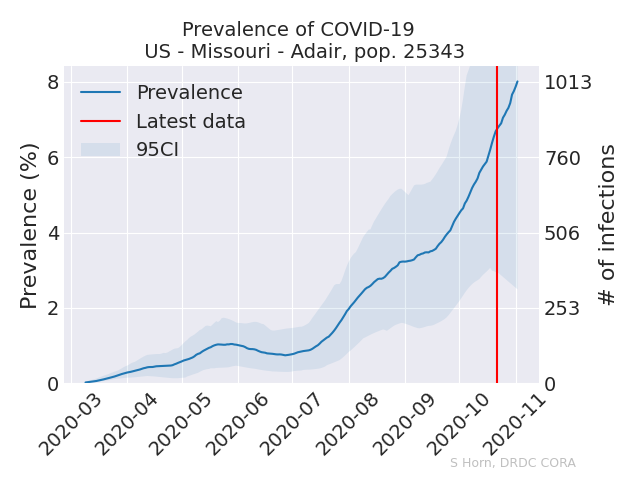 Prevalence of COVID-19
US - Missouri - Adair, pop. 25343
Prevalence
Latest data
95CI
Prevalence (%)
8
6
4
2
0
1013
760
506
253
0
# of infections
2020-03
2020-04
2020-05
2020-06
2020-07
2020-08
2020-09
2020-10
2020-11
S Horn, DRDC CORA